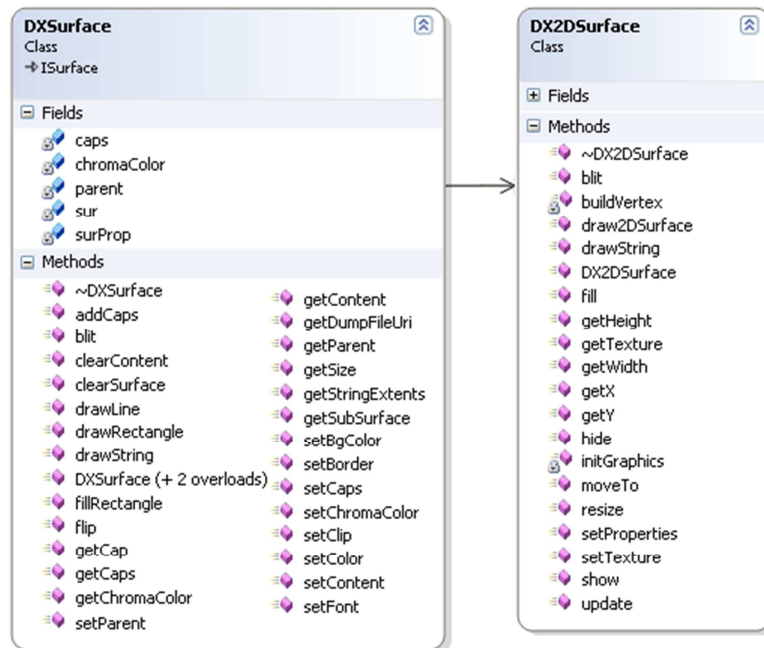 DXSurface
Class
ISurface
Fields
caps
chromaColor
parent
sur
surProp
Methods
~DXSurface
addCaps
blit
clearContent
clearSurface
drawLine
drawRectangle
drawString
DXSurface (+ 2 overloads)
fillRectangle
flip
getCap
getCaps
getChromaColor
setParent
getContent
getDumpFileUri
getParent
getSize
getStringExtents
getSubSurface
setBgColor
setBorder
setCaps
setChromaColor
setClip
setColor
setContent
setFont
DX2DSurface
Class
Fields
Methods
~DX2DSurface
blit
buildVertex
draw2DSurface
drawString
DX2DSurface
fill
getHeight
getTexture
getWidth
getX
getY
hide
initGraphics
moveTo
resize
setProperties
setTexture
show
update